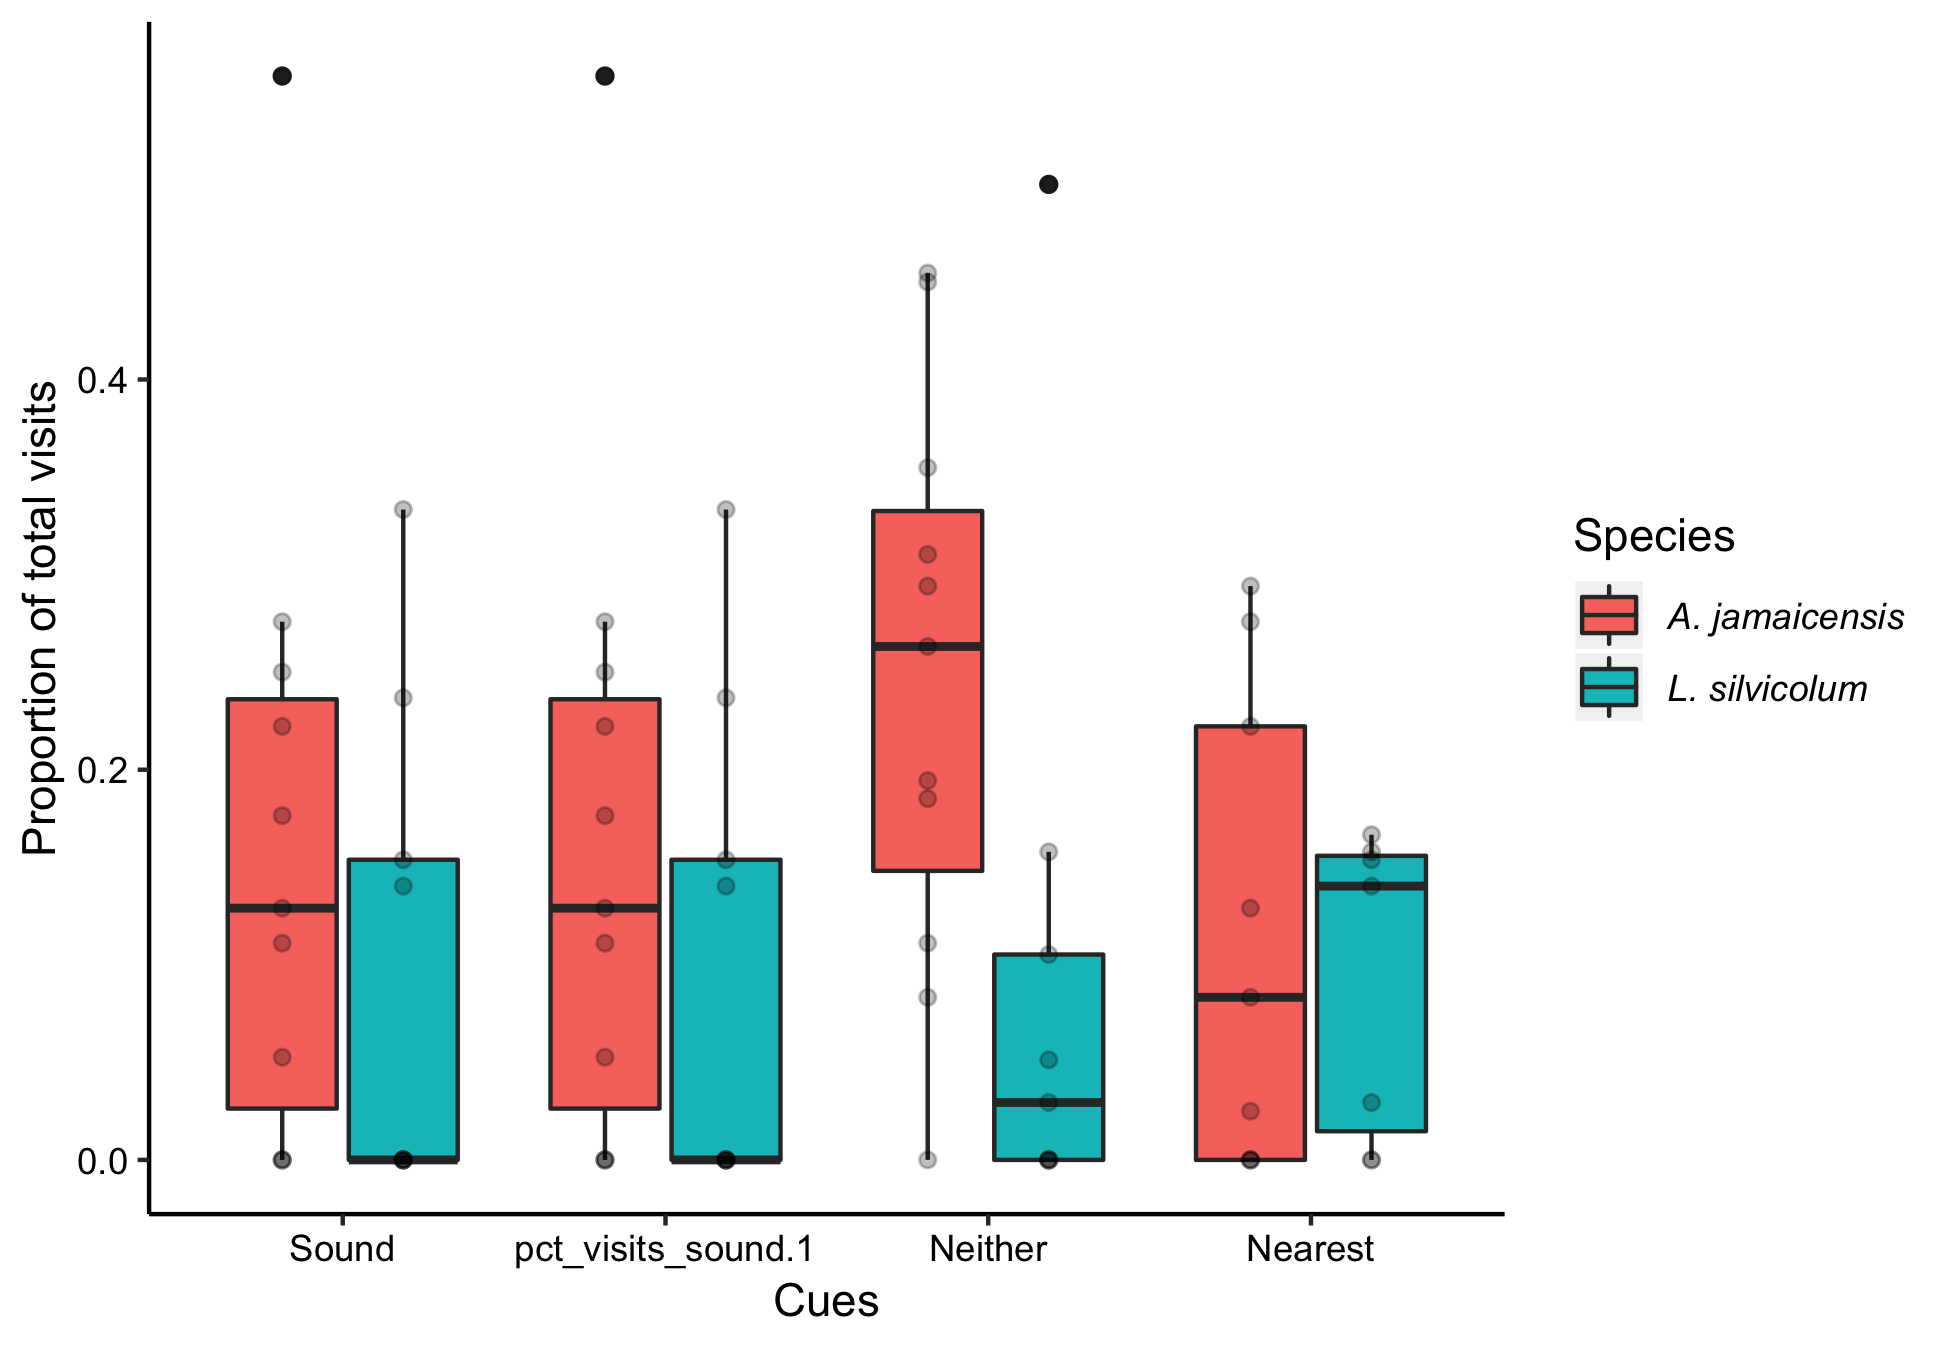 Proportion of total visits
0.4
0.2
0.0
Sound
pct_visits_sound.1
Neither
Nearest
Cues
Species
A. jamaicensis
L. silvicolum